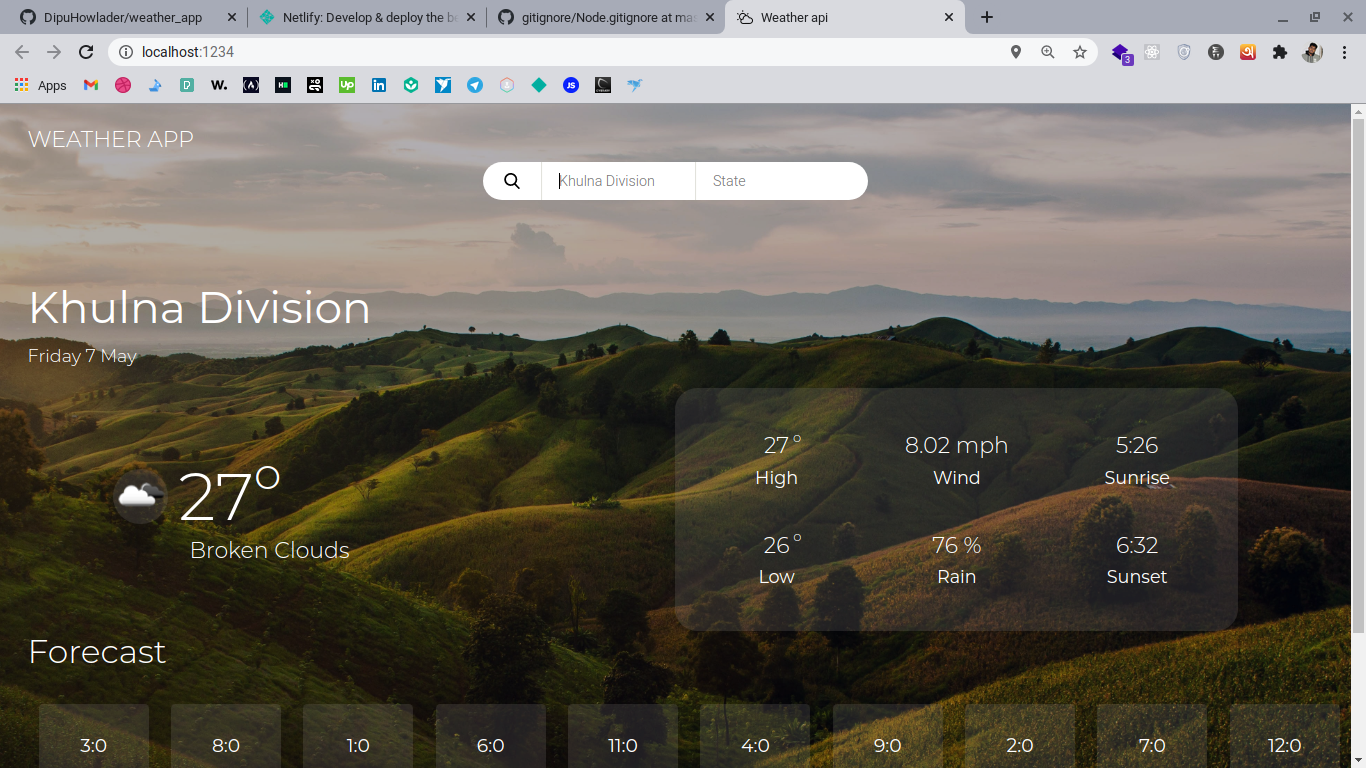 DipuHowlader/weather_app
Netlify: Develop & deploy the be
gitignore/Node.gitignore at mas
Weather api
localhost:1234
3
Apps
WEATHER APP
Khulna Division
State
Khulna Division
Friday 7 May
27° 8.02 mph 5:26
High Wind Sunrise
27°
Broken Clouds
26° 76 % 6:32
Low Rain Sunset
Forecast
3:0 8:0 1:0 6:0 11:0 4:0 9:0 2:0 7:0 12:0